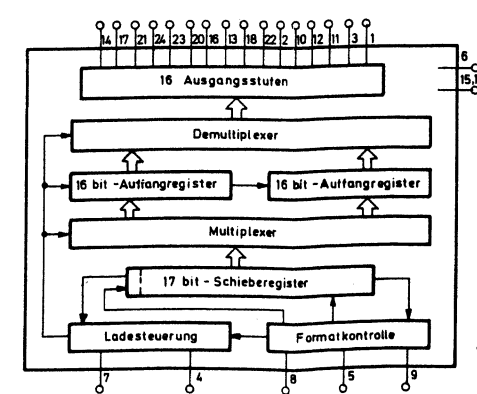 14 17 21 24 23 20 16 13 18 22 2 10 12 11 3 1
6
15,1
16 Ausgangsstufen
Demultiplexer
16 bit -Auffangregister 16 bit -Auffangregister
Multiplexer
17 bit - Schieberegister
Ladesteuerung Formatkontrolle
7 4 8 5 9